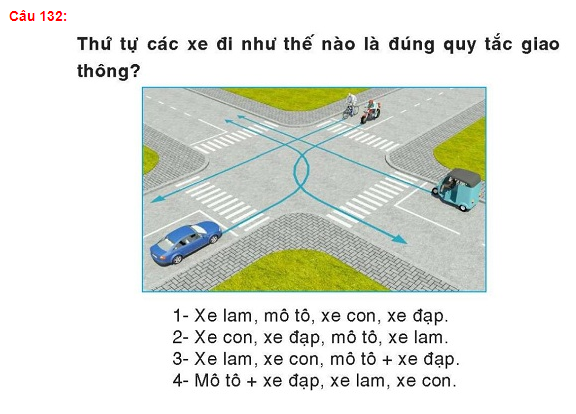 Câu 132:
Thứ tự các xe đi như thế nào là đúng quy tắc giao
thông?
1- Xe lam, mô tô, xe con, xe đạp.
2- Xe con, xe đạp, mô tô, xe lam.
3- Xe lam, xe con, mô tô + xe đạp.
4- Mô tô + xe đạp, xe lam, xe con.